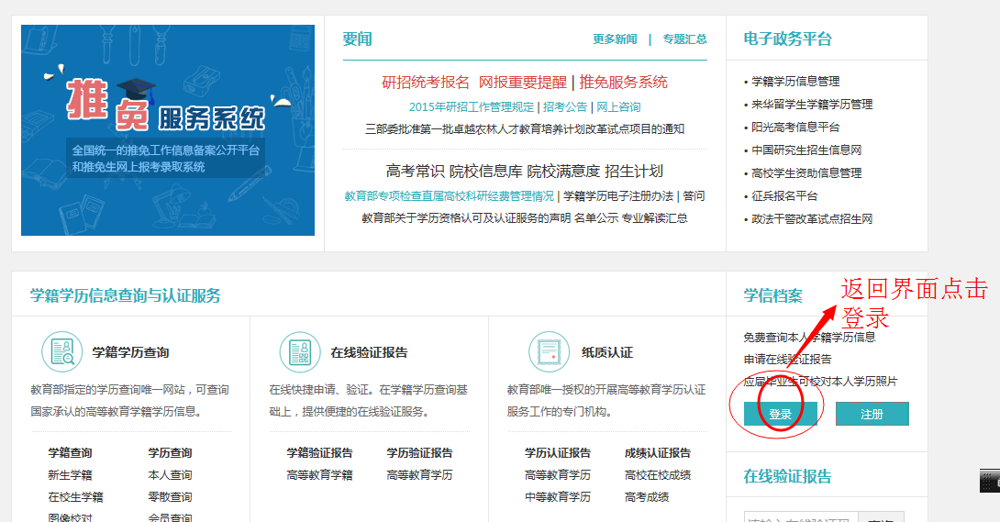 推免服务系统
全国统一的推免工作信息备案公开平台
和推免生网上报考录取系统
要闻
更多新闻 | 专题汇总
研招统考报名 网报重要提醒 | 推免服务系统
2015年研招工作管理规定 | 招考公告 | 网上咨询
三部委批准第一批卓越农林人才教育培养计划改革试点项目的通知
高考常识 院校信息库 院校满意度 招生计划
教育部专项检查直属高校科研经费管理情况 | 学籍学历电子注册办法 | 答问
教育部关于学历资格认可及认证服务的声明 名单公示 专业解读汇总
电子政务平台
• 学籍学历信息管理
• 来华留学生学籍学历管理
• 阳光高考信息平台
• 中国研究生招生信息网
• 高校学生资助信息管理
• 征兵报名平台
• 政法干警改革试点招生网
学籍学历信息查询与认证服务
学籍学历查询
教育部指定的学历查询唯一网站，可查询
国家承认的高等教育学籍学历信息。
学籍查询 学历查询
新生学籍 本人查询
在校生学籍 零散查询
图像校对 会员查询
在线验证报告
在线快捷申请、验证。在学籍学历查询基
础上，提供便捷的在线验证服务。
学籍验证报告 学历验证报告
高等教育学籍 高等教育学历
纸质认证
教育部唯一授权的开展高等教育学历认证
服务工作的专门机构。
学历认证报告 成绩认证报告
高等教育学历 高校在校成绩
中等教育学历 高考成绩
学信档案
返回界面点击
登录
免费查询本人学籍学历信息
申请在线验证报告
应届毕业生可校对本人学历照片
登录 注册
在线验证报告
请输入在线验证码 查询